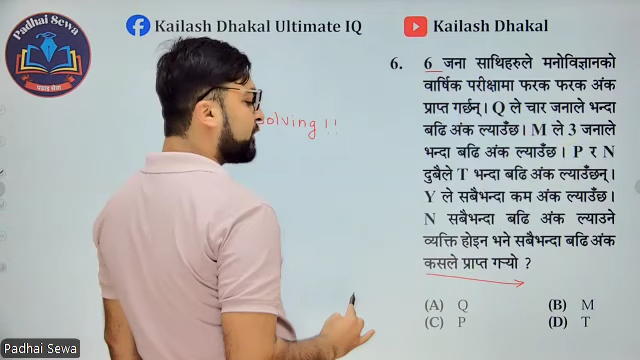 Padhai Sewa
पढाइ सेवा
Kailash Dhakal Ultimate IQ
Kailash Dhakal
solving !!
6. 6 जना साथिहरुले मनोविज्ञानको
वार्षिक परीक्षामा फरक फरक अंक
प्राप्त गर्छन्। Q ले चार जनाले भन्दा
बढि अंक ल्याउँछ। M ले 3 जनाले
भन्दा बढि अंक ल्याउँछ । P र N
दुबैले T भन्दा बढि अंक ल्याउँछन्।
Y ले सबैभन्दा कम अंक ल्याउँछ।
N सबैभन्दा बढि अंक ल्याउने
व्यक्ति होइन भने सबैभन्दा बढि अंक
कसले प्राप्त गर्‍यो ?
(A) Q (B) M
(C) P (D) T
Padhai Sewa